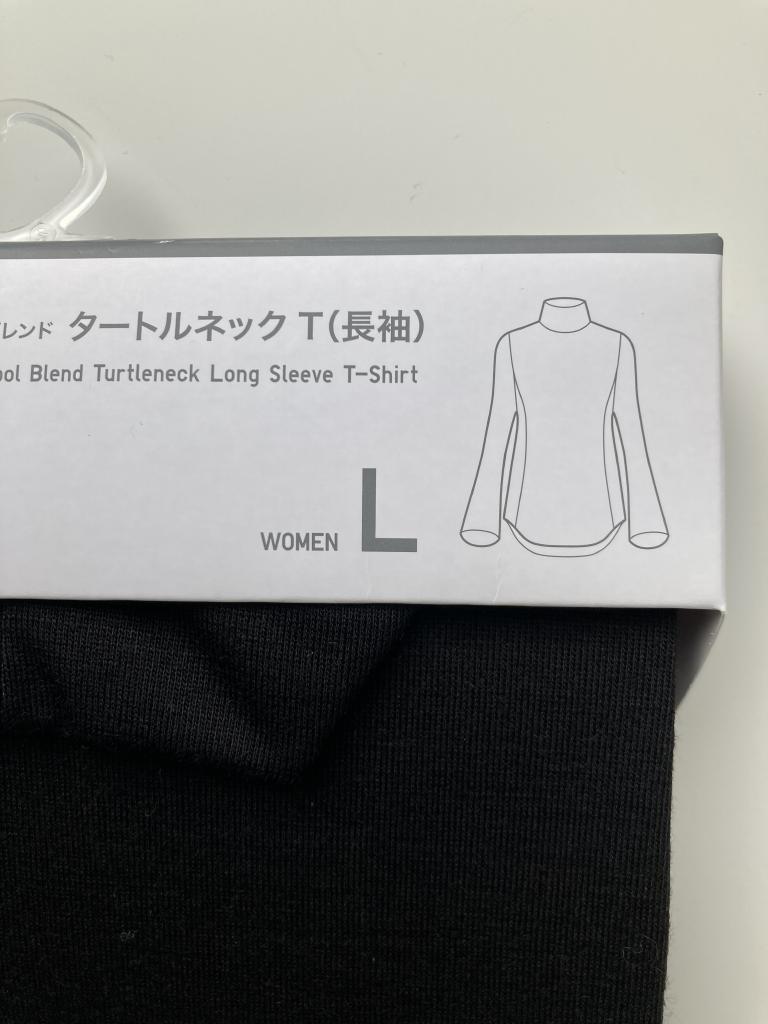 レンド タートルネックT(長袖)
ool Blend Turtleneck Long Sleeve T-Shirt
WOMEN L